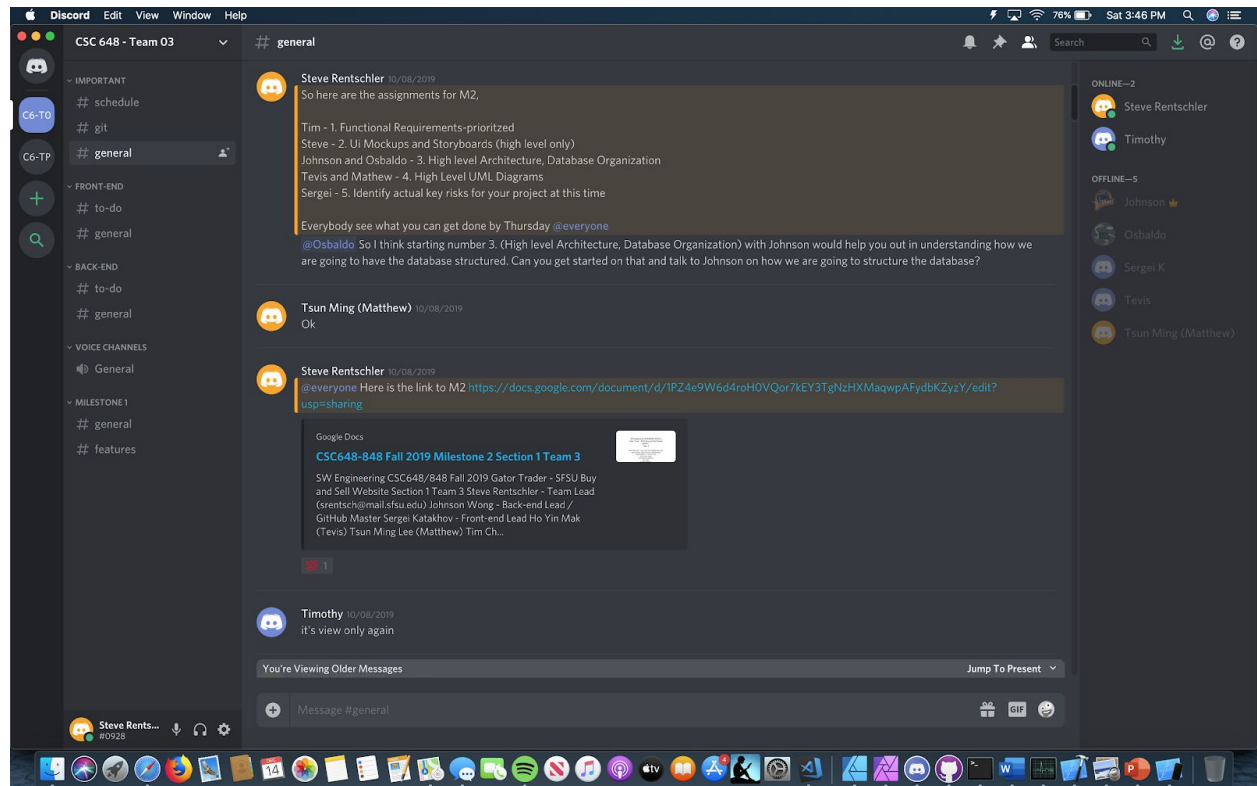 Discord Edit View Window Help
76% Sat 3:46 PM
CSC 648 - Team 03
# general
Search
C6-T0
C6-TP
IMPORTANT
# schedule
# git
# general
FRONT-END
# to-do
# general
BACK-END
# to-do
# general
VOICE CHANNELS
General
MILESTONE 1
# general
# features
Steve Rents...
#0928
Steve Rentschler 10/08/2019
So here are the assignments for M2,
Tim - 1. Functional Requirements-prioritzed
Steve - 2. Ui Mockups and Storyboards (high level only)
Johnson and Osbaldo - 3. High level Architecture, Database Organization
Tevis and Mathew - 4. High Level UML Diagrams
Sergei - 5. Identify actual key risks for your project at this time
Everybody see what you can get done by Thursday @everyone
@Osbaldo So I think starting number 3. (High level Architecture, Database Organization) with Johnson would help you out in understanding how we
are going to have the database structured. Can you get started on that and talk to Johnson on how we are going to structure the database?
Tsun Ming (Matthew) 10/08/2019
Ok
Steve Rentschler 10/08/2019
@everyone Here is the link to M2 https://docs.google.com/document/d/1PZ4e9W6d4roH0VQor7kEY3TgNzHXMaqwpAFydbKZyzY/edit?
usp=sharing
Google Docs
CSC648-848 Fall 2019 Milestone 2 Section 1 Team 3
SW Engineering CSC648/848 Fall 2019 Gator Trader - SFSU Buy
and Sell Website Section 1 Team 3 Steve Rentschler - Team Lead
(srentsch@mail.sfsu.edu) Johnson Wong - Back-end Lead /
GitHub Master Sergei Katakhov - Front-end Lead Ho Yin Mak
(Tevis) Tsun Ming Lee (Matthew) Tim Ch...
1
Timothy 10/08/2019
it's view only again
You're Viewing Older Messages
Jump To Present
Message #general
GIF
ONLINE—2
Steve Rentschler
Timothy
OFFLINE—5
Johnson
Osbaldo
Sergei K
Tevis
Tsun Ming (Matthew)
14
tv